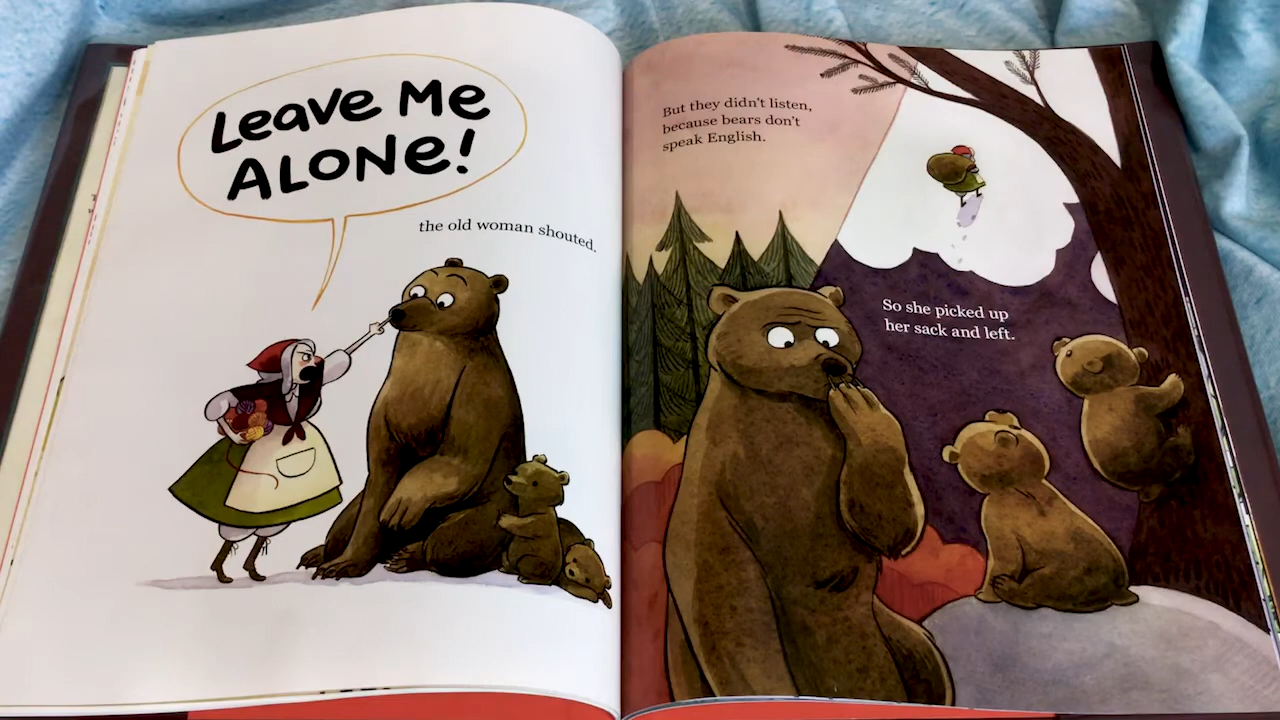 Leave Me
ALONe!
the old woman shouted.
But they didn't listen,
because bears don't
speak English.
So she picked up
her sack and left.